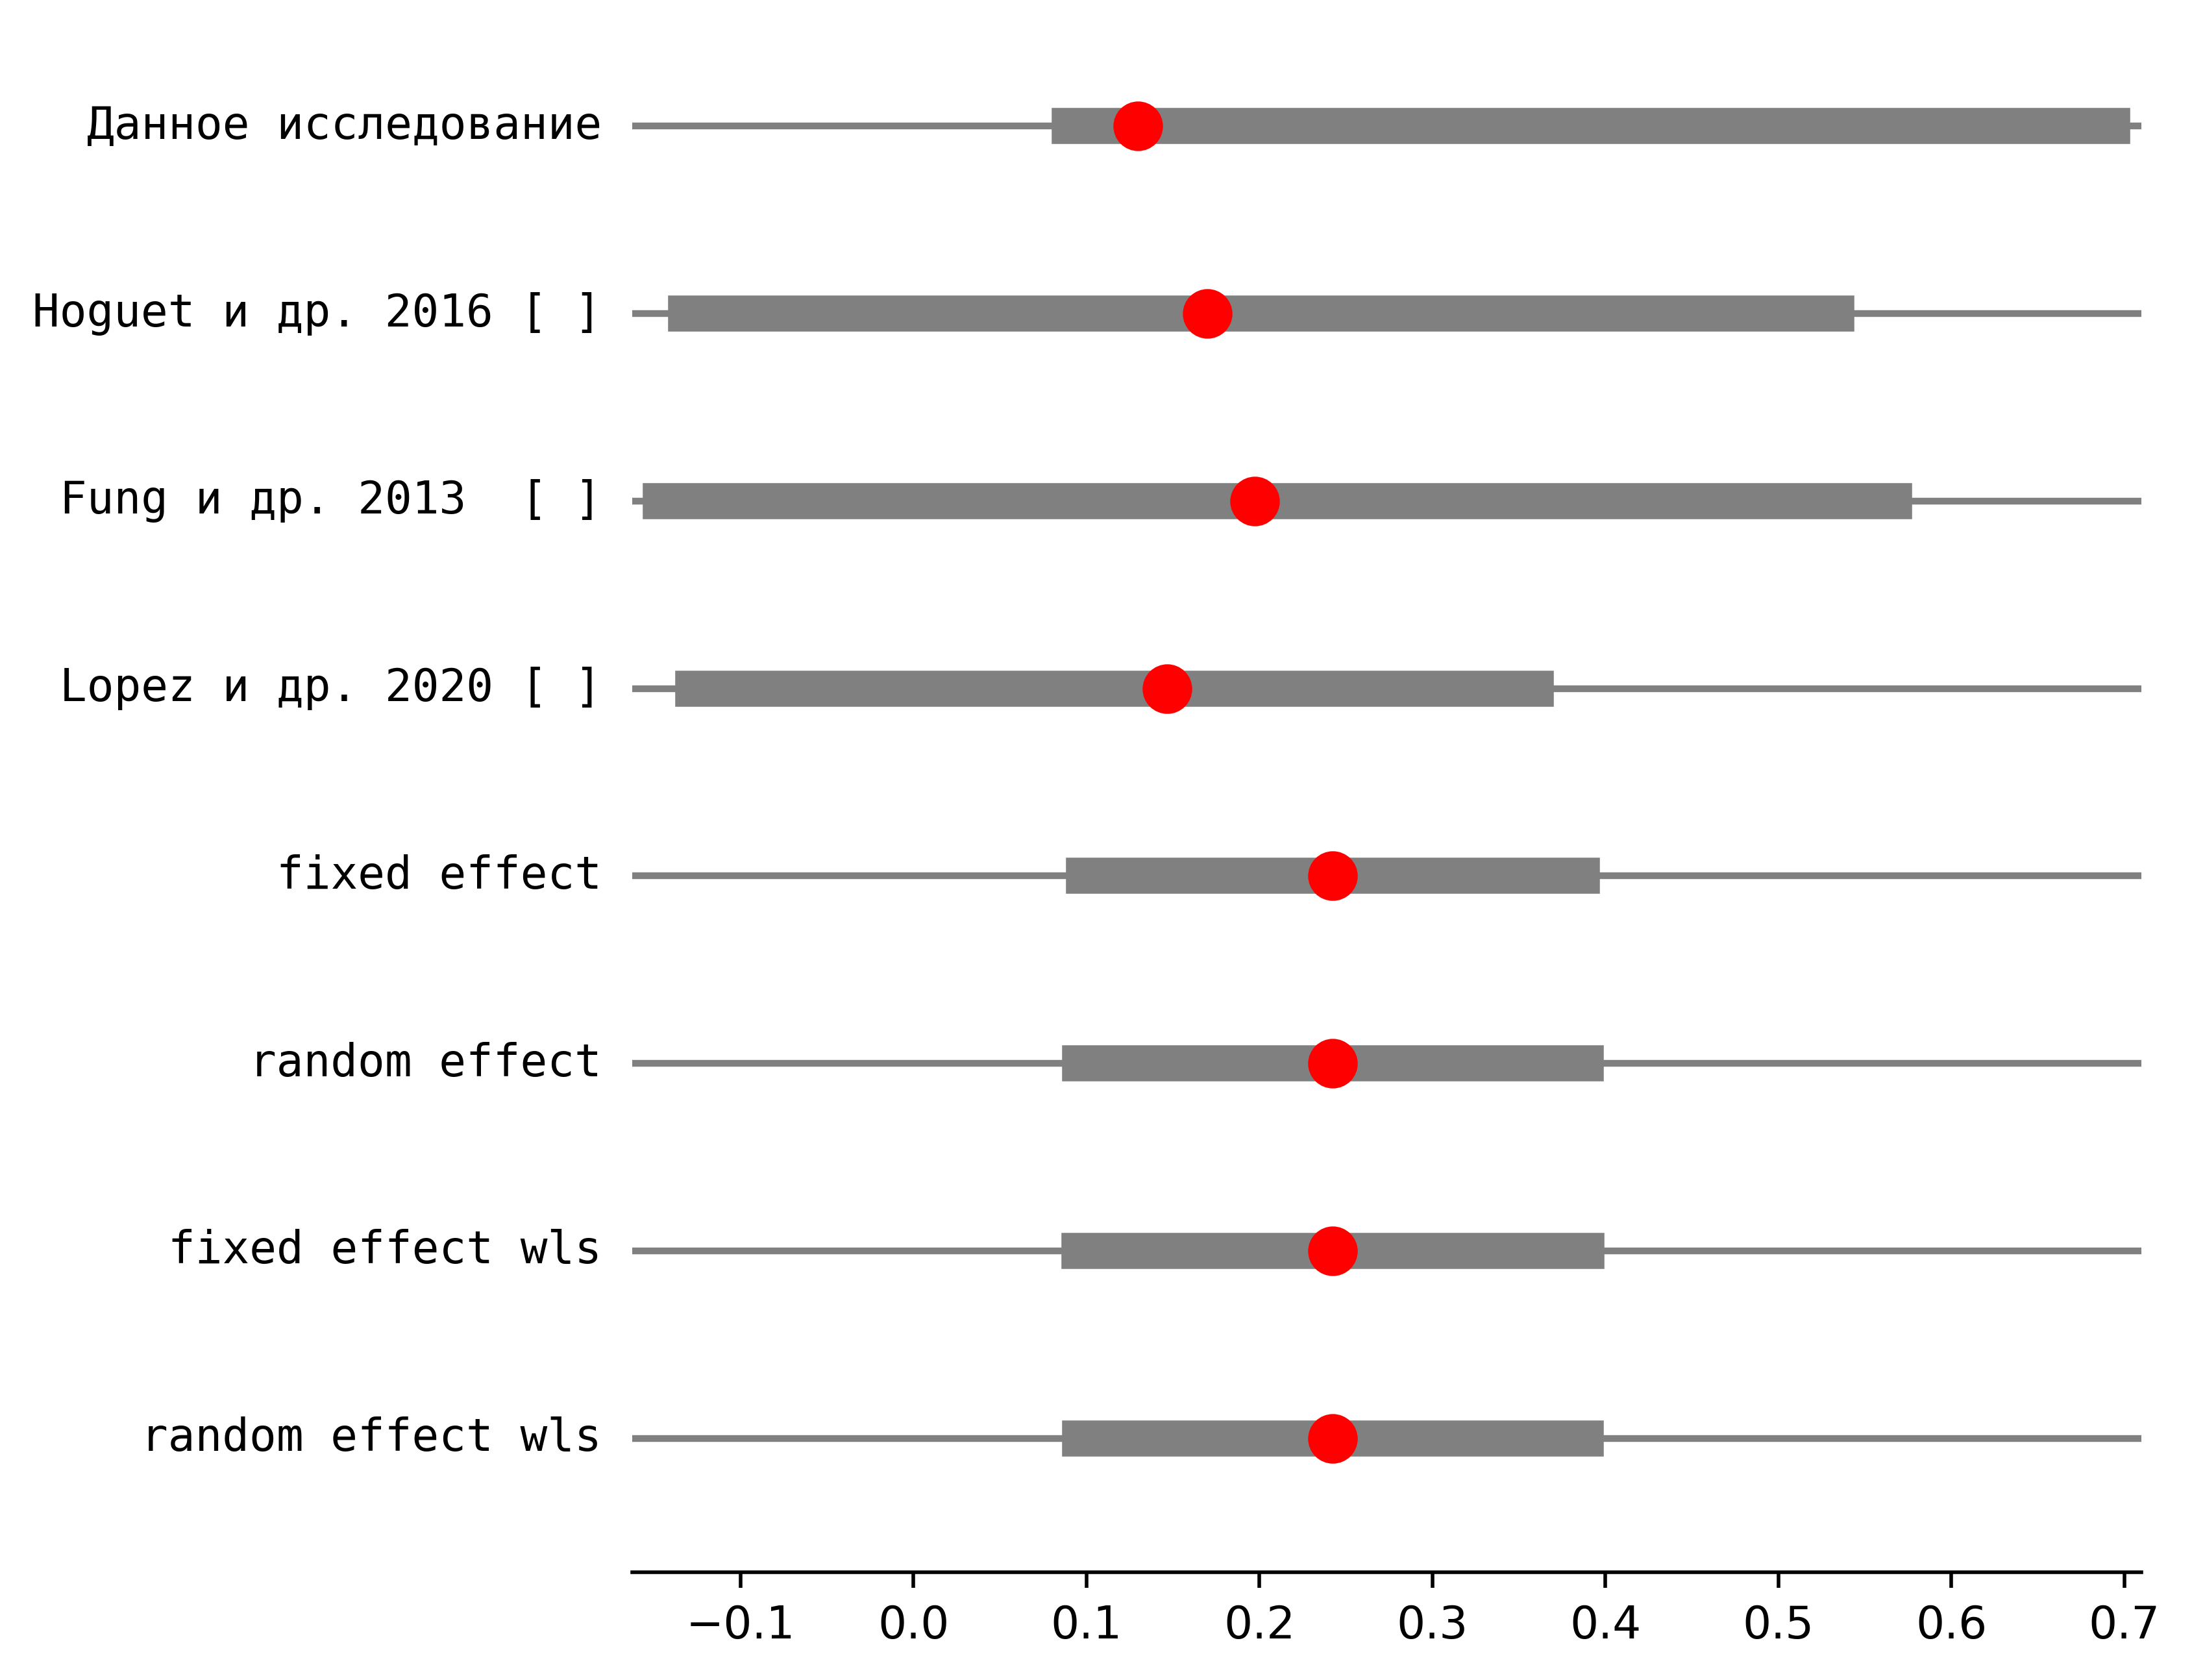 Данное исследование
Hoguet и др. 2016 [ ]
Fung и др. 2013  [ ]
Lopez и др. 2020 [ ]
fixed effect
random effect
fixed effect wls
random effect wls
−0.1 0.0 0.1 0.2 0.3 0.4 0.5 0.6 0.7